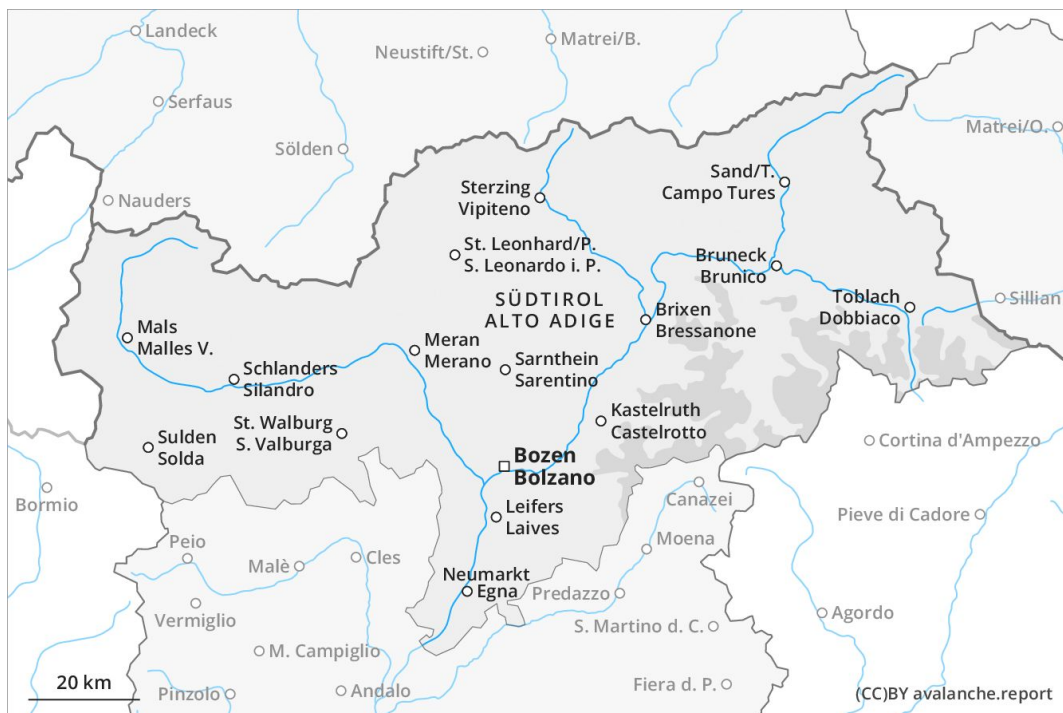 Landeck
Matrei/B.
Neustift/St.
Serfaus
Matrei/O.
Sölden
Sand/T.
Campo Tures
Sterzing
Vipiteno
Nauders
St. Leonhard/P.
S. Leonardo i. P.
Bruneck
Brunico
SÜDTIROL
ALTO ADIGE
Toblach
Dobbiaco
Sillian
Brixen
Bressanone
Mals
Malles V.
Meran
Merano
Sarnthein
Sarentino
Schlanders
Silandro
Kastelruth
Castelrotto
St. Walburg
S. Valburga
Sulden
Solda
Cortina d'Ampezzo
Bozen
Bolzano
Bormio
Canazei
Leifers
Laives
Pieve di Cadore
Moena
Peio
Malè
Cles
Neumarkt
Egna
Predazzo
Vermiglio
Agordo
S. Martino d. C.
M. Campiglio
20 km
Pinzolo
Andalo
Fiera d. P.
(CC)BY avalanche.report